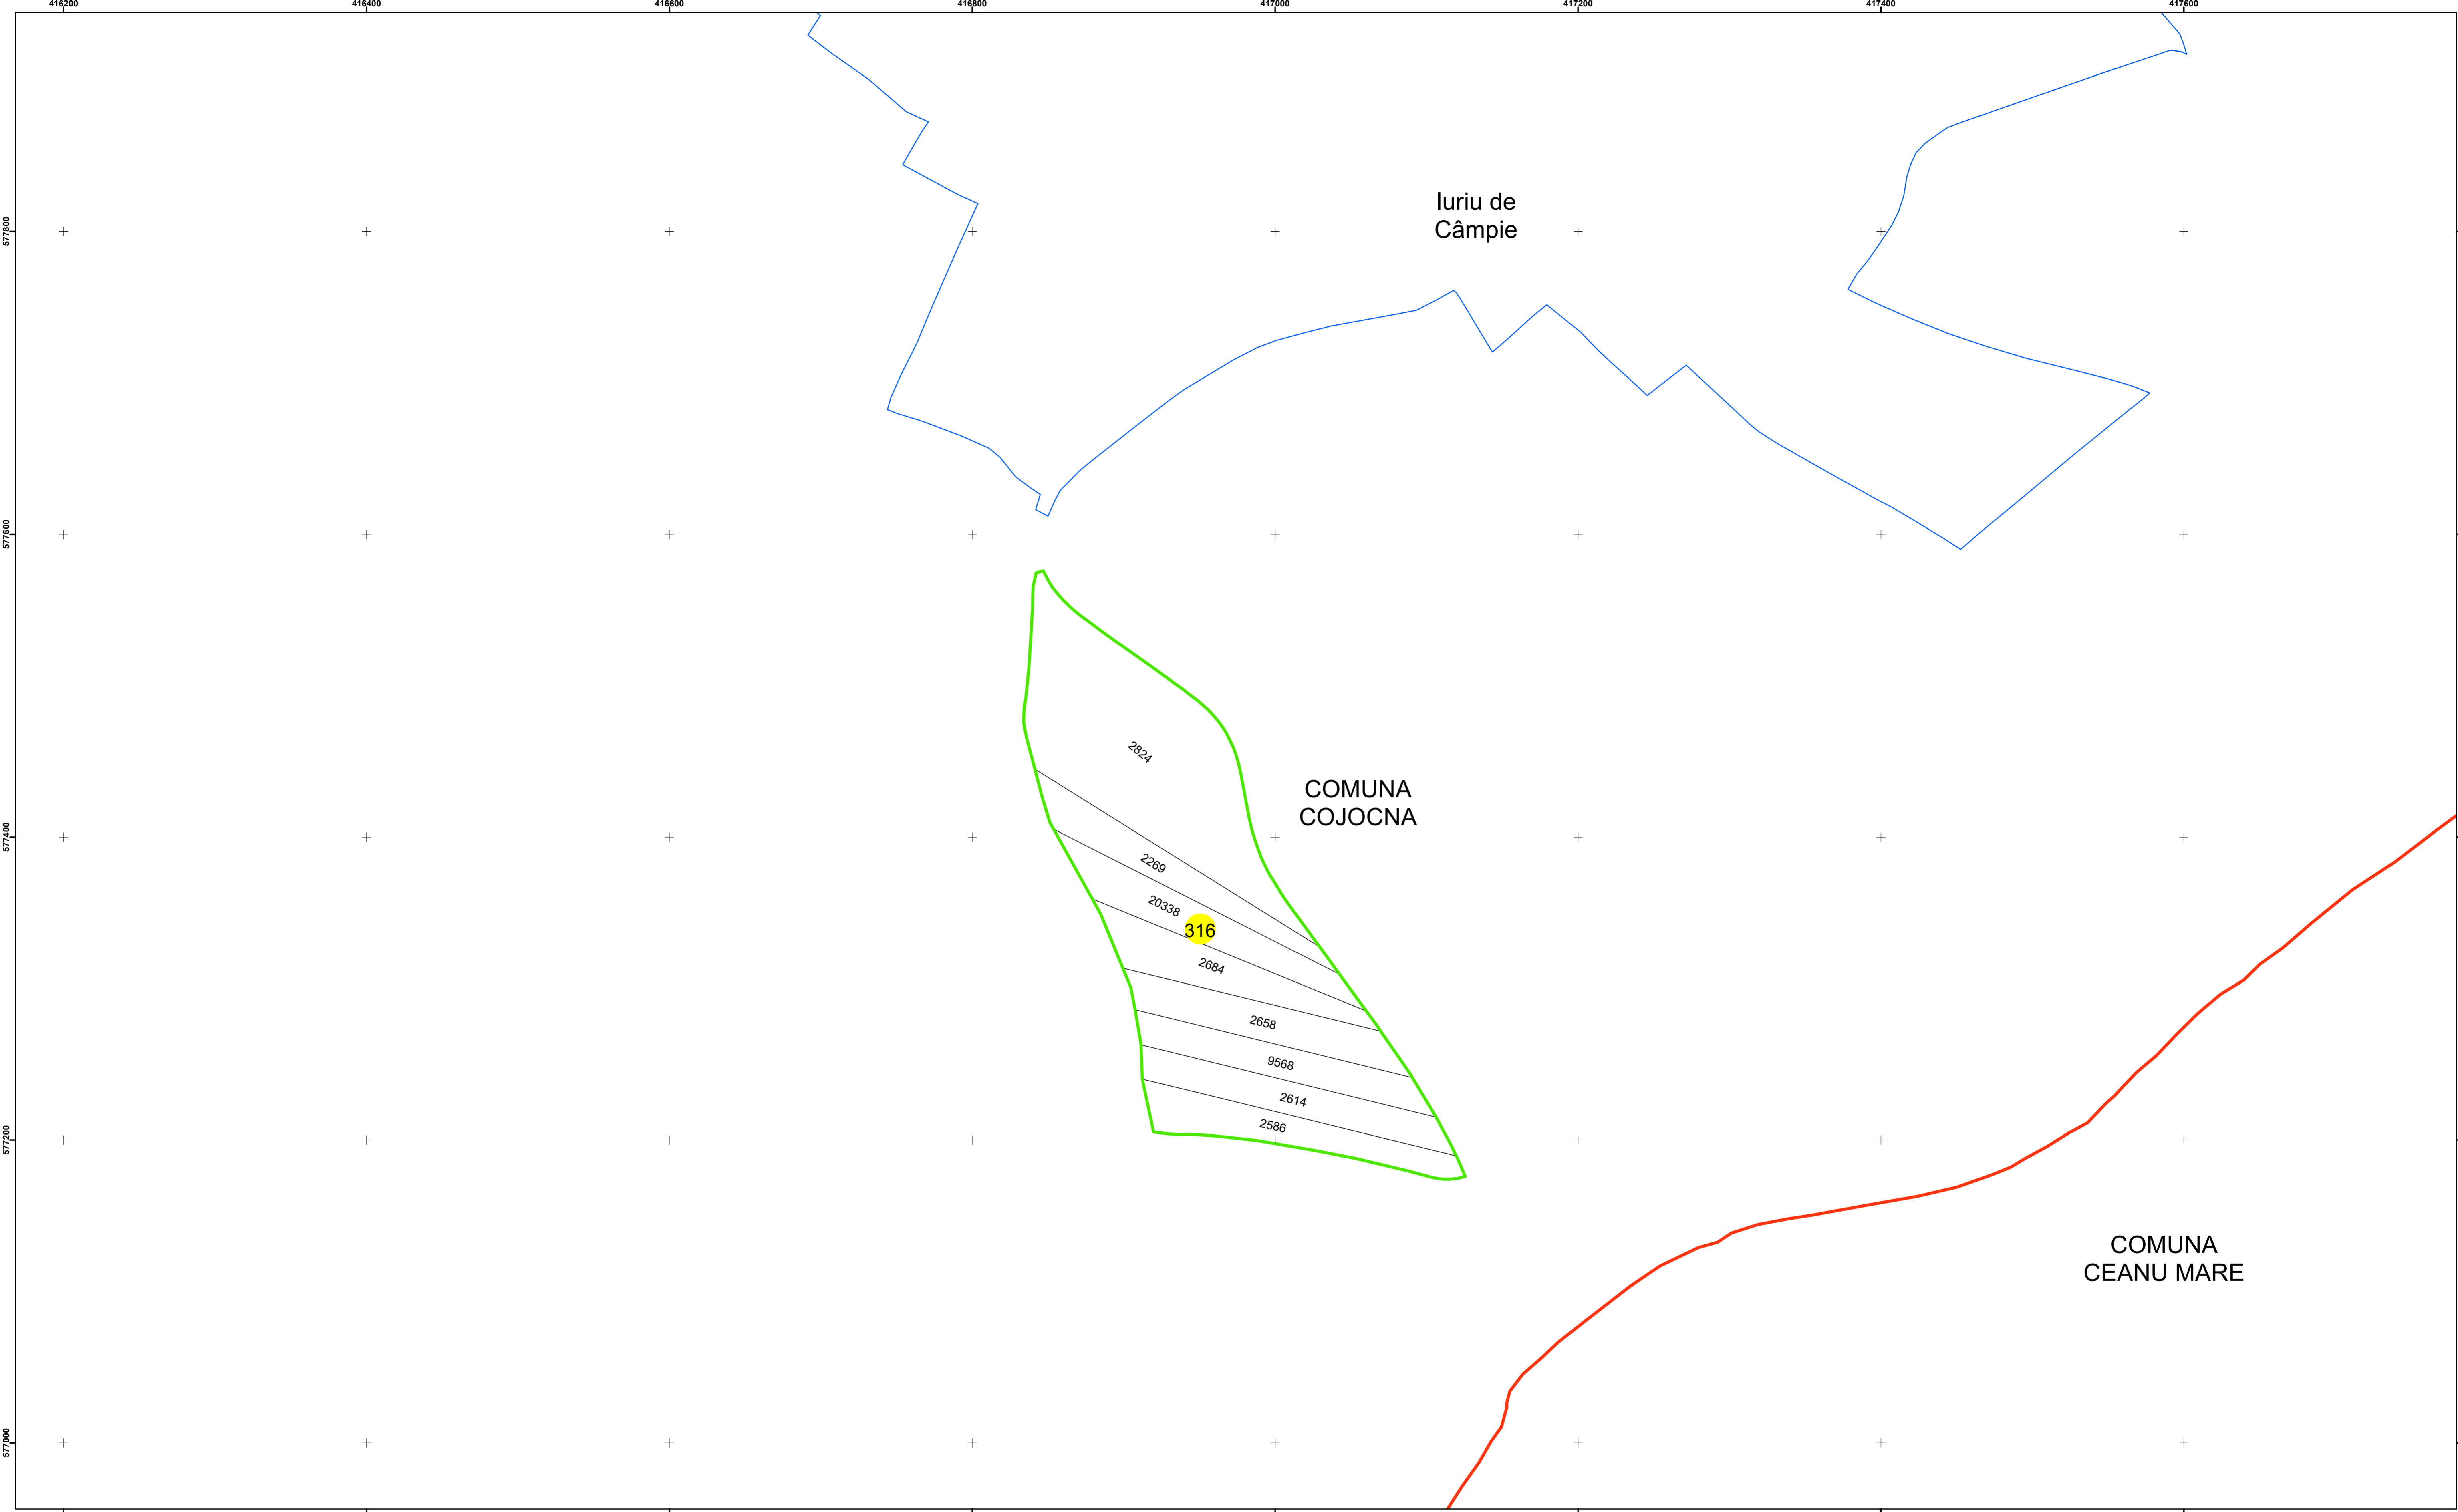 416200 416400 416600 416800 417000 417200 417400 417600
577800
577600
577400
577200
577000
Iuriu de
Câmpie
COMUNA
COJOCNA
2824
2269
20338
316
2684
2658
9568
2614
2586
COMUNA
CEANU MARE